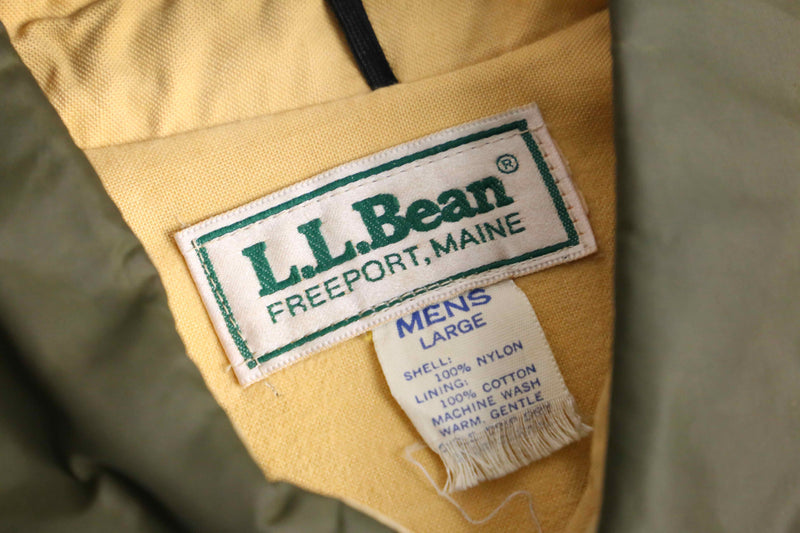 L.L.Bean®
FREEPORT, MAINE
MENS
LARGE
SHELL:
100% NYLON
LINING:
100% COTTON
MACHINE WASH
WARM, GENTLE